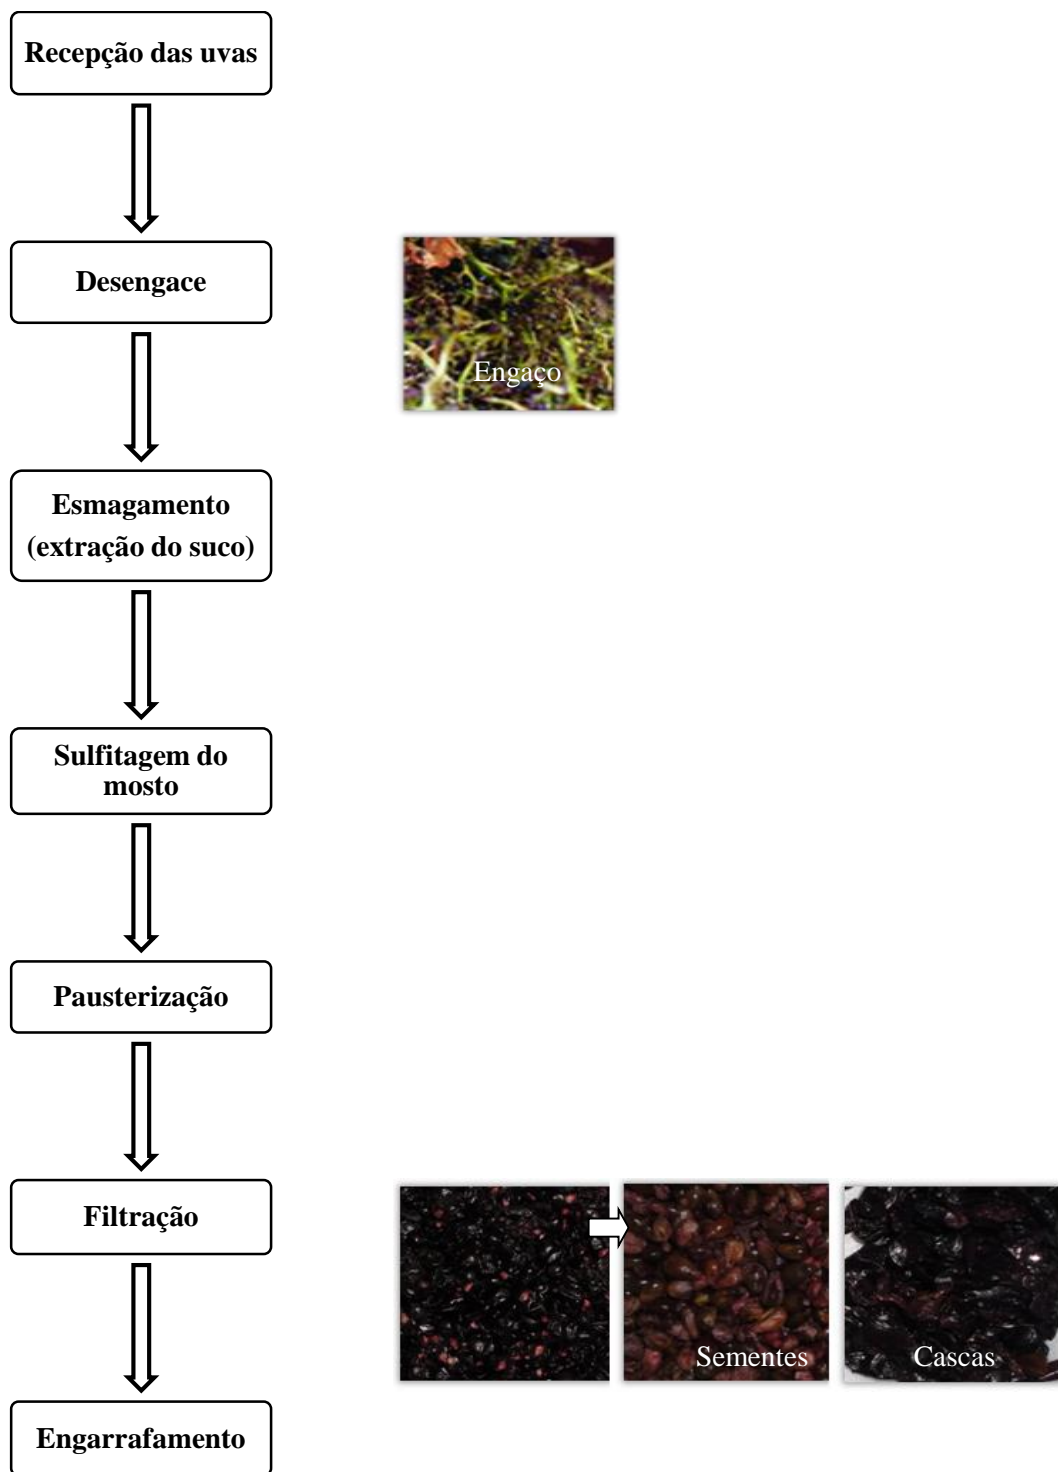 Recepção das uvas
Desengace
Engaço
Esmagamento
(extração do suco)
Sulfitagem do
mosto
Pausterização
Filtração
Sementes
Cascas
Engarrafamento